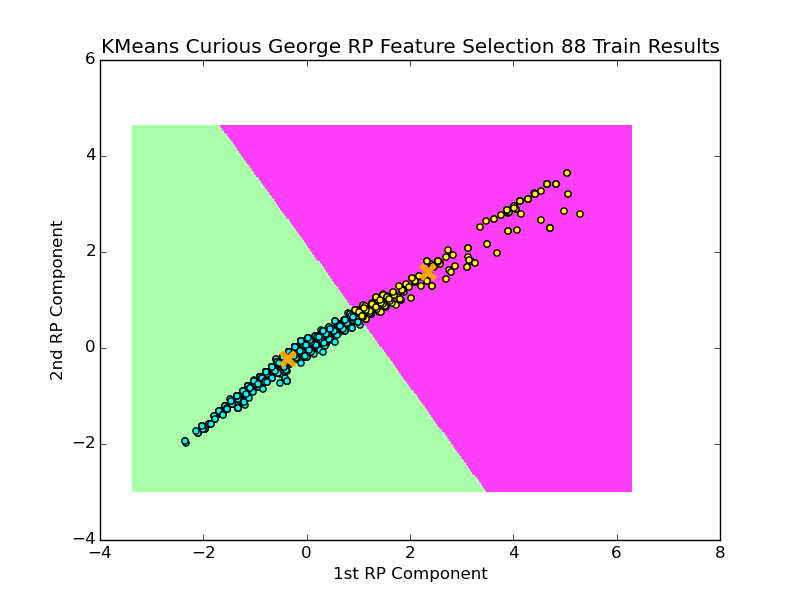 KMeans Curious George RP Feature Selection 88 Train Results
6
4
2
0
−2
−4
2nd RP Component
−4 −2 0 2 4 6 8
1st RP Component